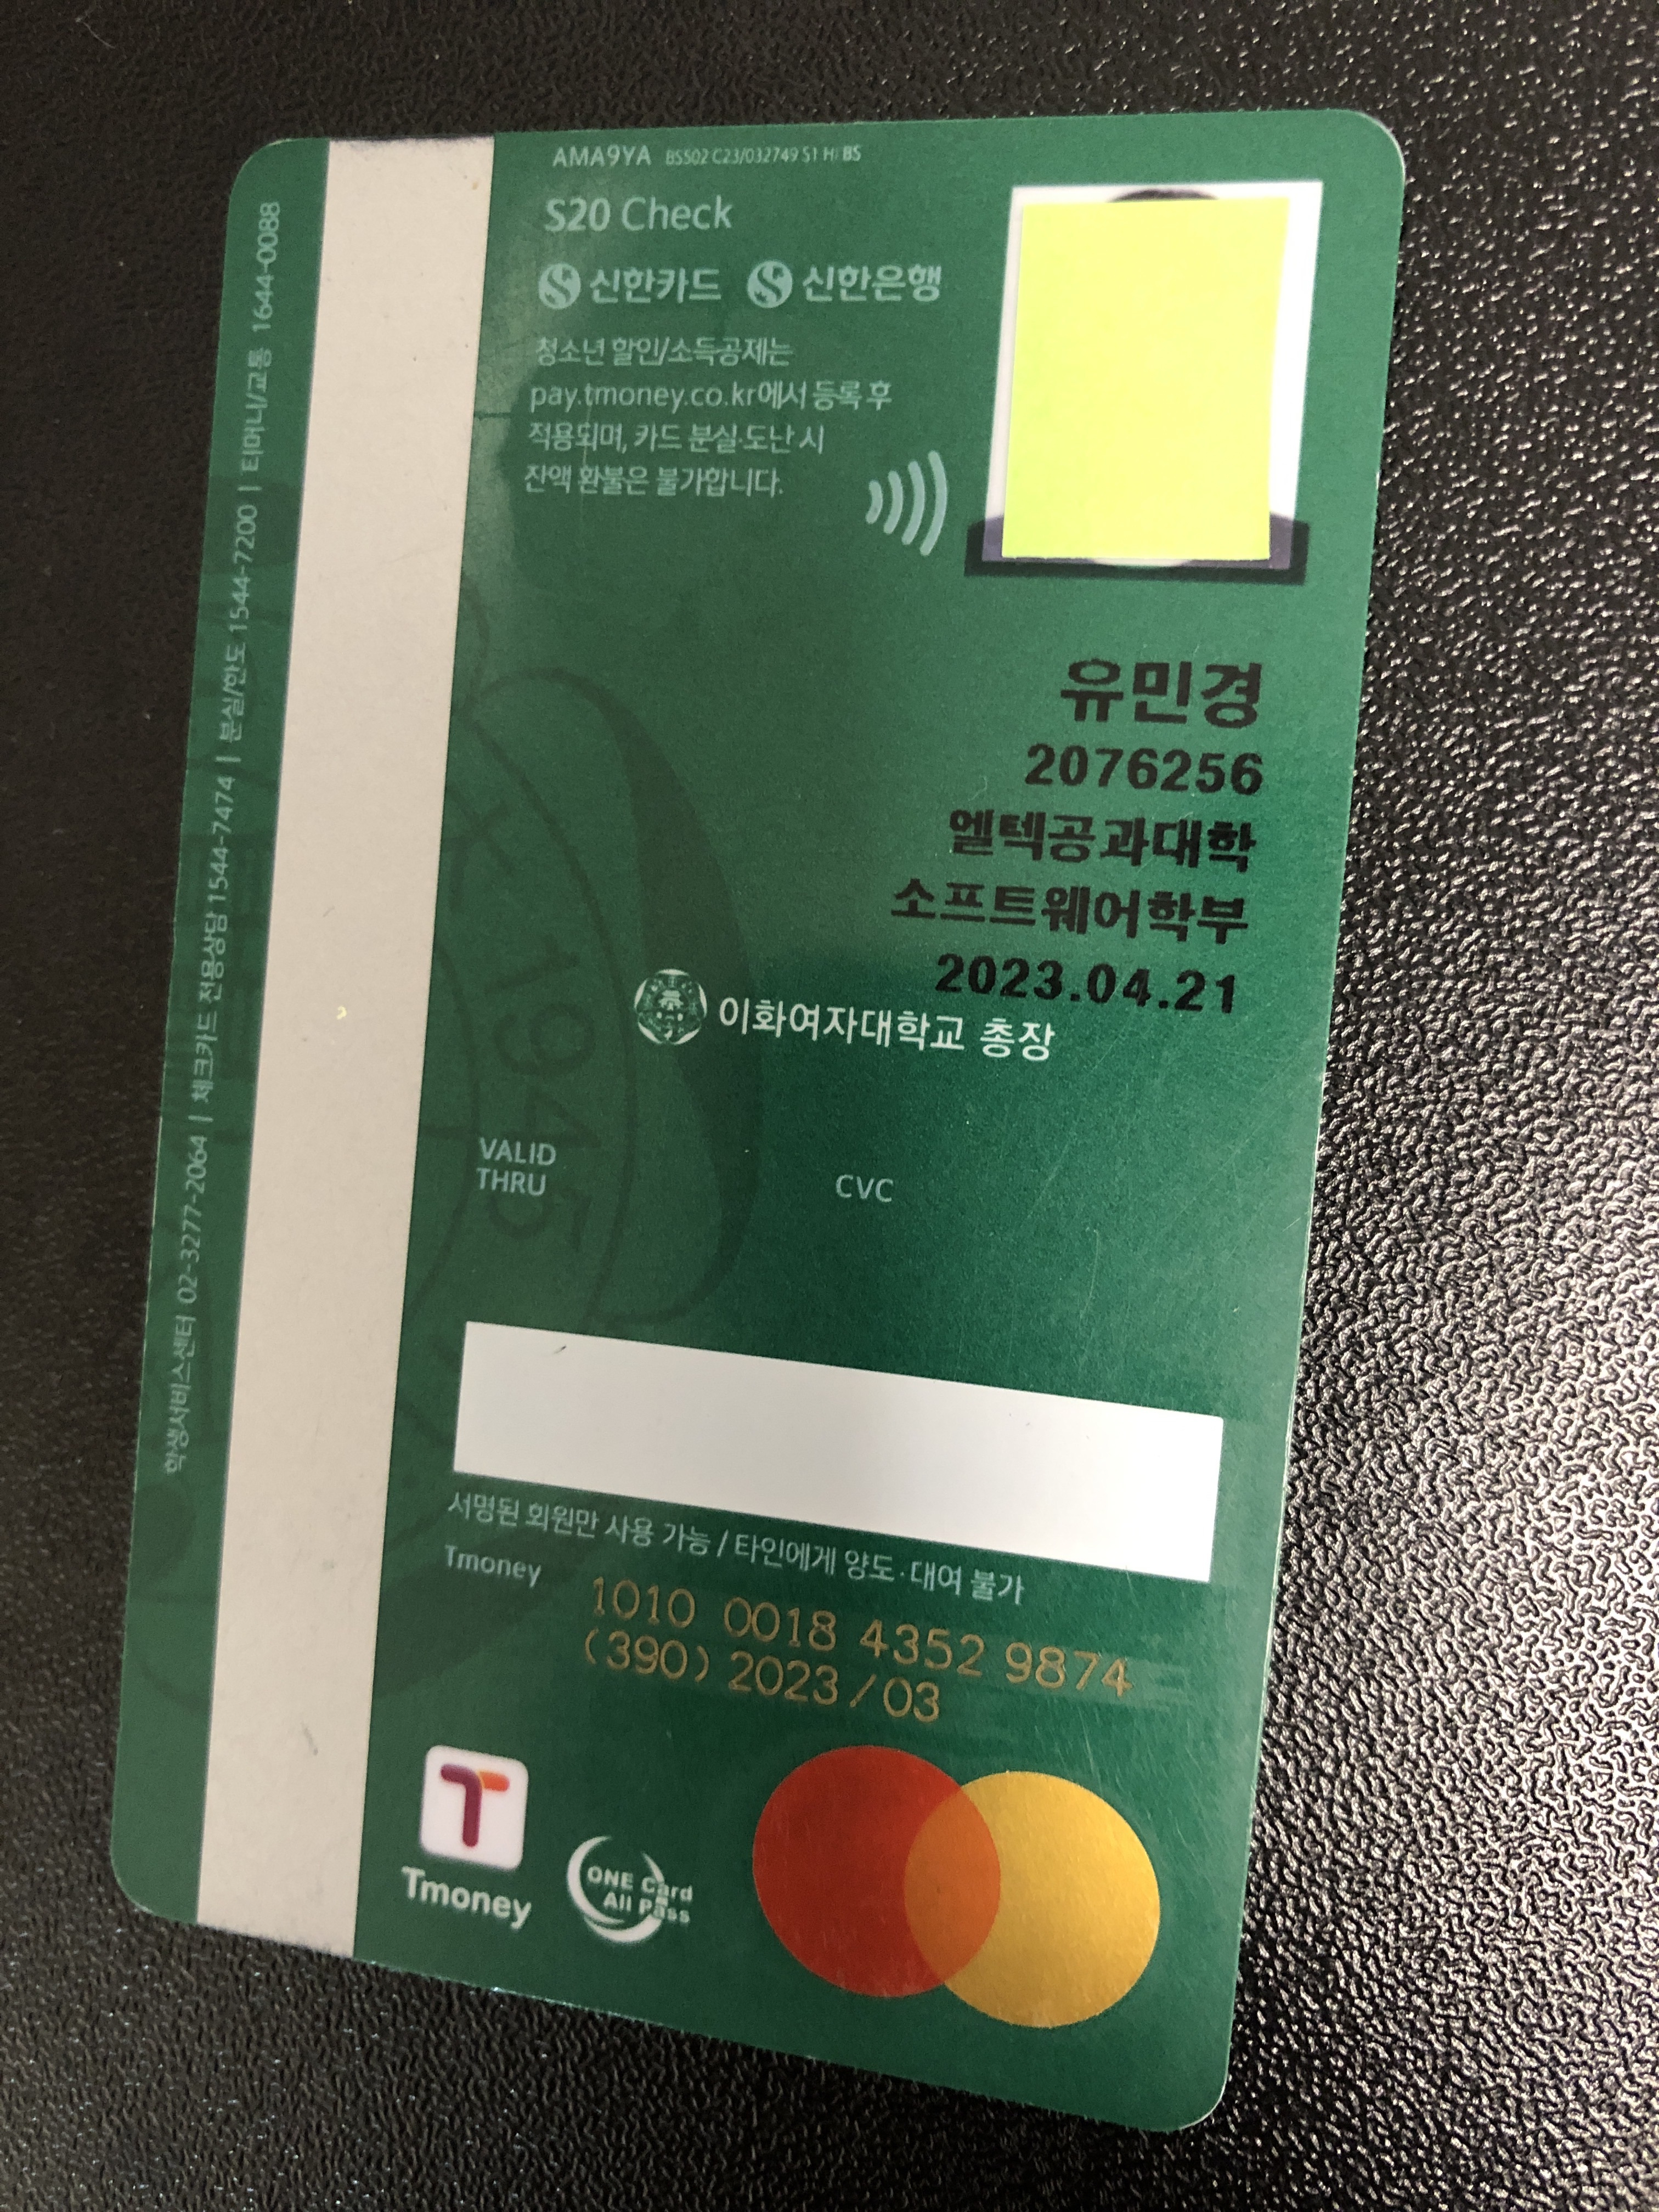 AMA9YA BS502 C23/032749 S1 Hi BS
S20 Check
신한카드 신한은행
청소년 할인/소득공제는
pay.tmoney.co.kr에서 등록 후
적용되며, 카드 분실·도난 시
잔액 환불은 불가합니다.
유민경
2076256
엘텍공과대학
소프트웨어학부
2023.04.21
이화여자대학교 총장
1945
VALID
THRU
CVC
서명된 회원만 사용 가능 / 타인에게 양도·대여 불가
Tmoney
1010 0018 4352 9874
(390) 2023/03
Tmoney
ONE Card
All Pass
학생서비스센터 02-3277-2064 | 체크카드 전용상담 1544-7474 | 분실/한도 1544-7200 | 티머니/교통 1644-0088